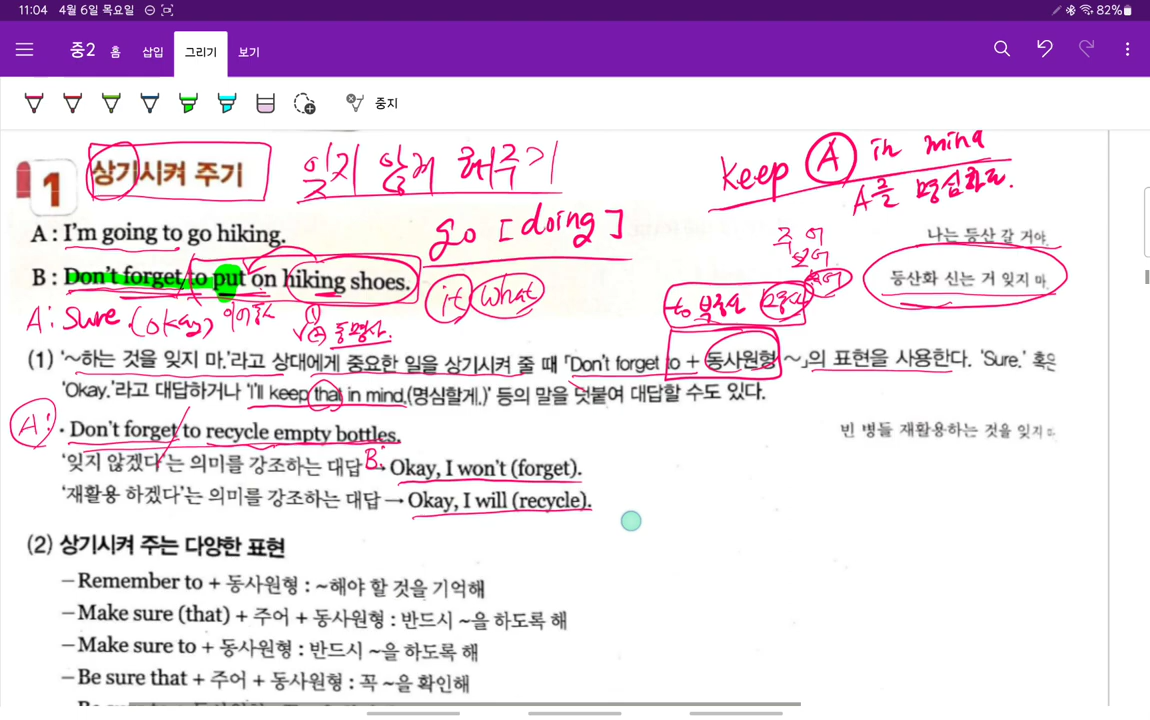 11:04 4월 6일 목요일 82%
중2 홈 삽입 그리기 보기
중지
1 상기시켜 주기 잊지 않게 해주기
Keep A in mind
A를 명심하다.
A : I'm going to go hiking. go [doing]
나는 등산 갈 거야.
주어
보어
B : Don't forget to put on hiking shoes. it what
등산화 신는 거 잊지 마.
A: Sure. (okay) 동명사.
to 부정사
(1) '~하는 것을 잊지 마.'라고 상대에게 중요한 일을 상기시켜 줄 때 「Don't forget to + 동사원형 ~」의 표현을 사용한다. 'Sure.' 혹은
'Okay.'라고 대답하거나 'I'll keep that in mind.(명심할게.)' 등의 말을 덧붙여 대답할 수도 있다.
A: · Don't forget to recycle empty bottles. 빈 병들 재활용하는 것을 잊지
'잊지 않겠다'는 의미를 강조하는 대답 B: → Okay, I won't (forget).
'재활용 하겠다'는 의미를 강조하는 대답 → Okay, I will (recycle).
(2) 상기시켜 주는 다양한 표현
– Remember to + 동사원형 : ~해야 할 것을 기억해
– Make sure (that) + 주어 + 동사원형 : 반드시 ~을 하도록 해
– Make sure to + 동사원형 : 반드시 ~을 하도록 해
– Be sure that + 주어 + 동사원형 : 꼭 ~을 확인해